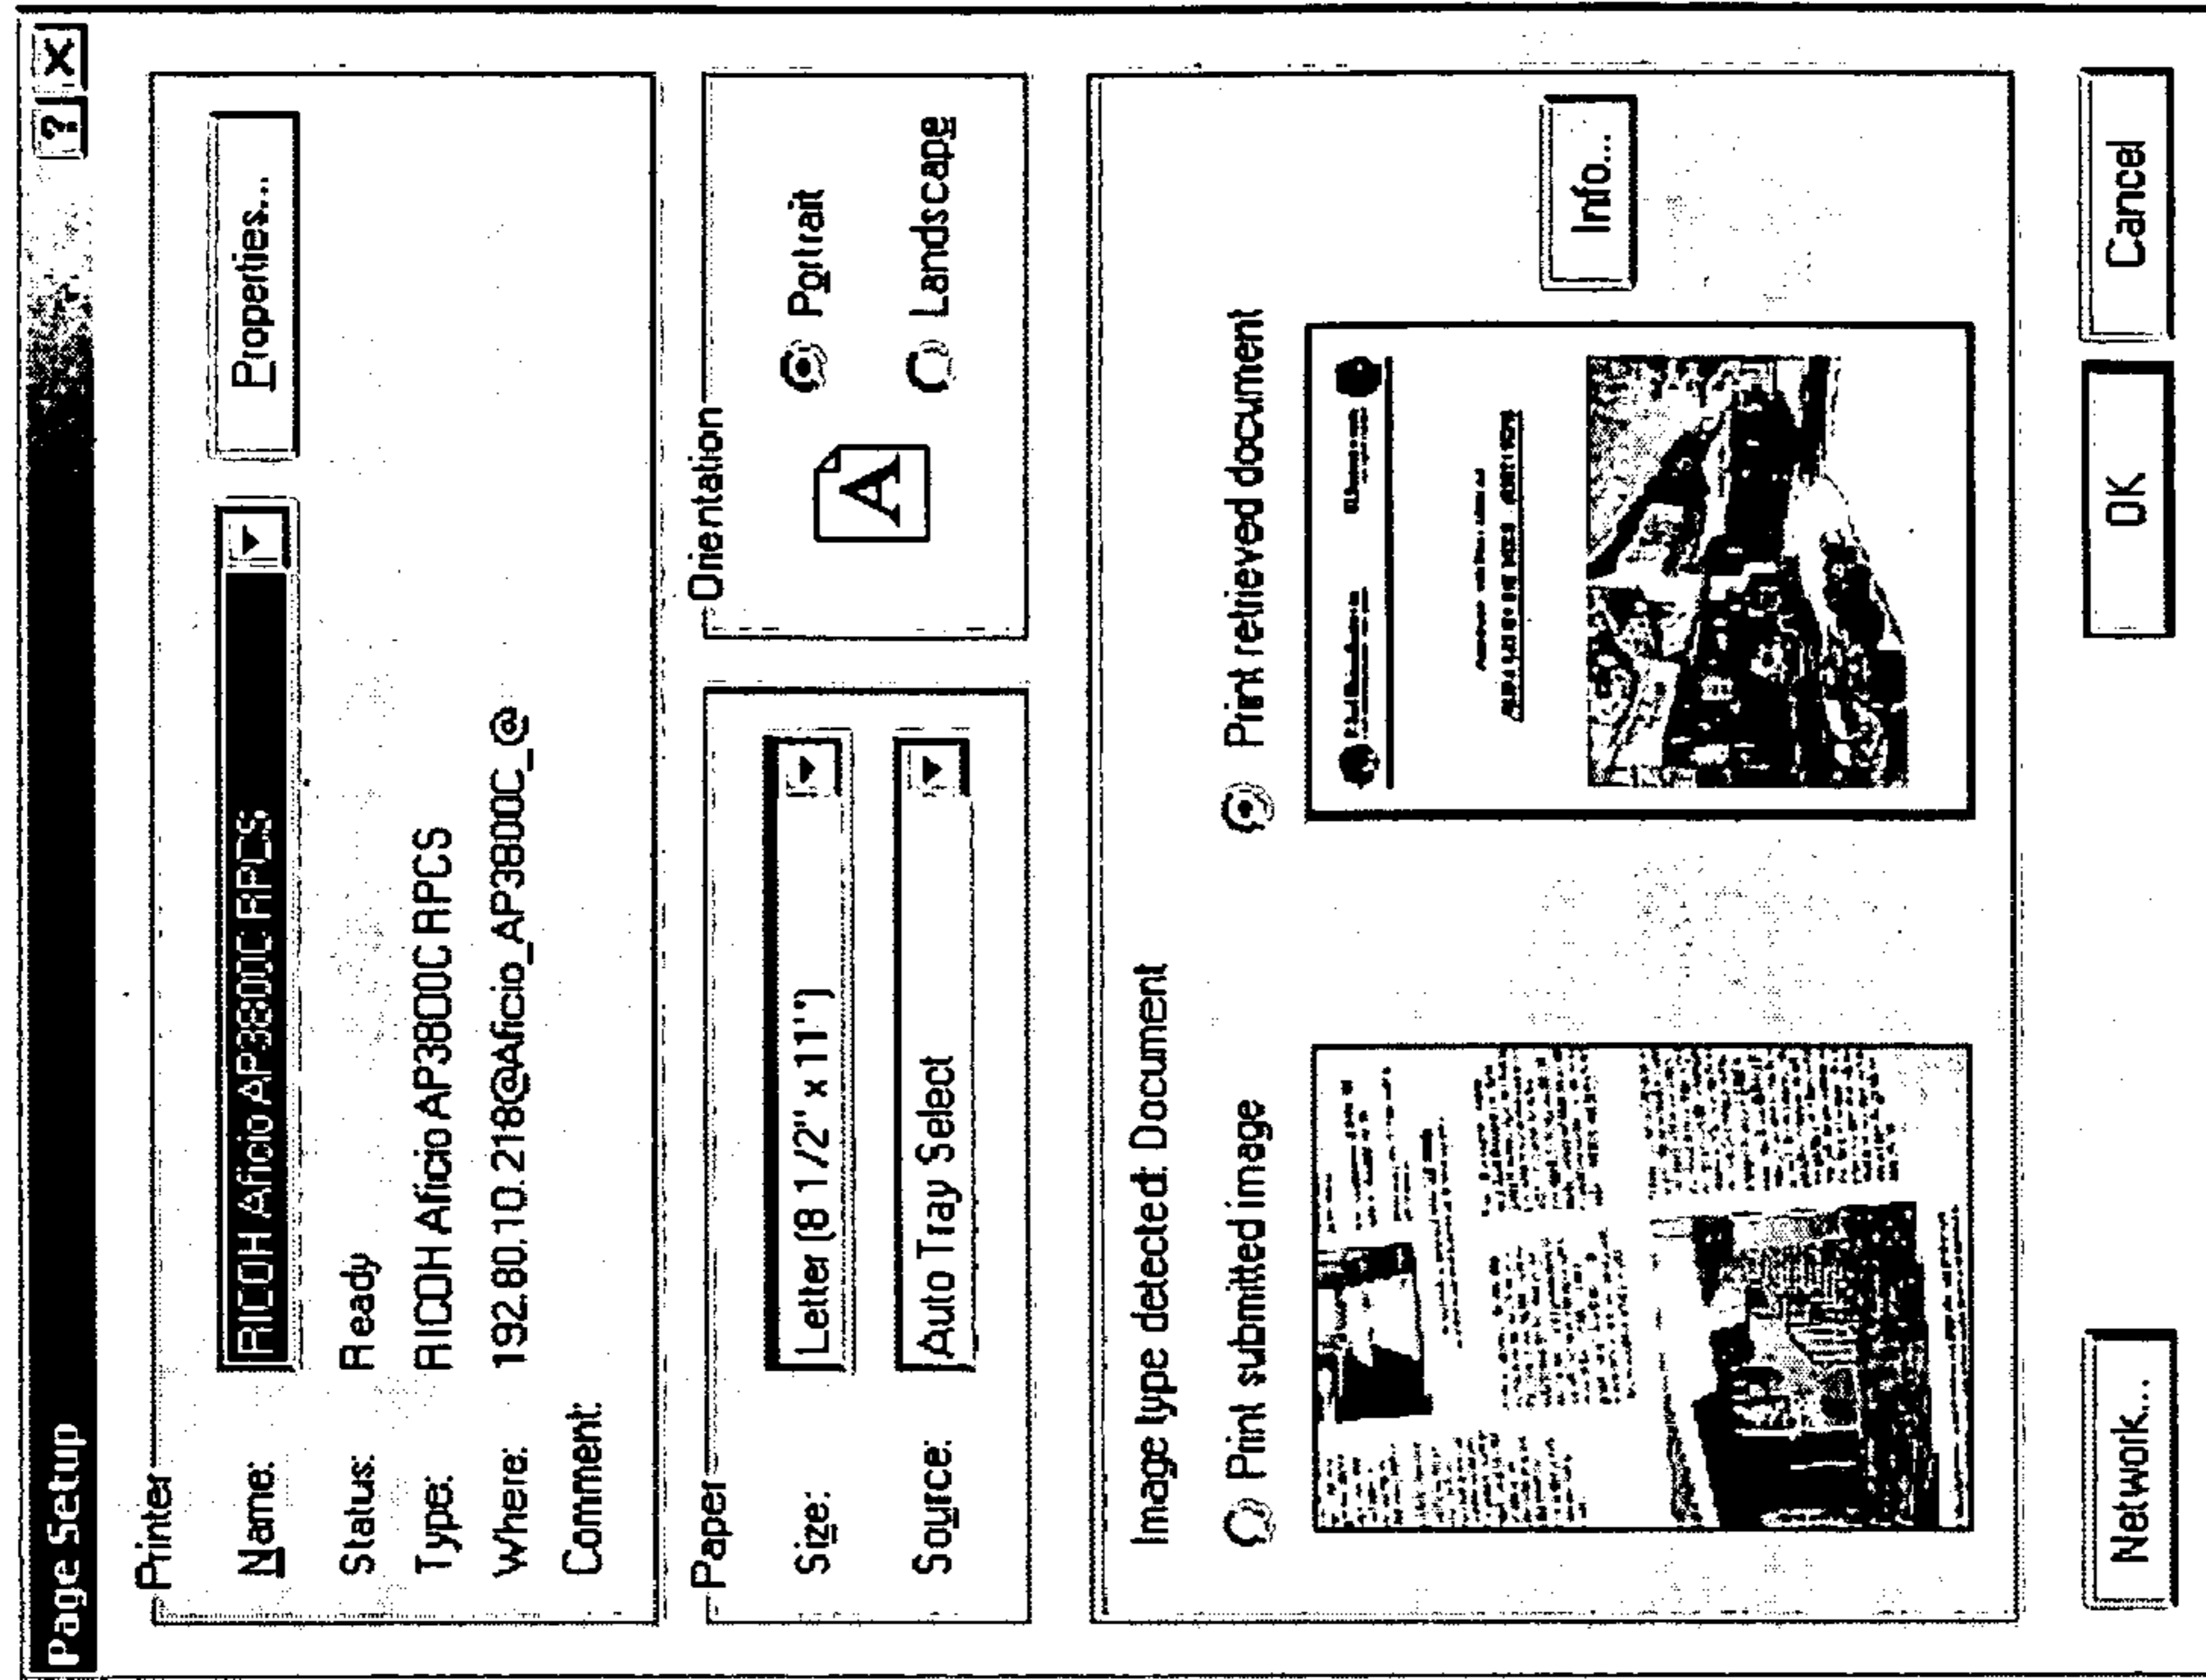 Page Setup ? X
Printer
Name: RICOH Aficio AP3800C RPCS Properties...
Status: Ready
Type: RICOH Aficio AP3800C RPCS
Where: 192.80.10.218@Aficio_AP3800C_@
Comment:
Paper
Size: Letter (8 1/2" x 11")
Source: Auto Tray Select
Orientation
A
Portrait
Landscape
Image type detected: Document
Print submitted image
Print retrieved document
Info...
Network... OK Cancel